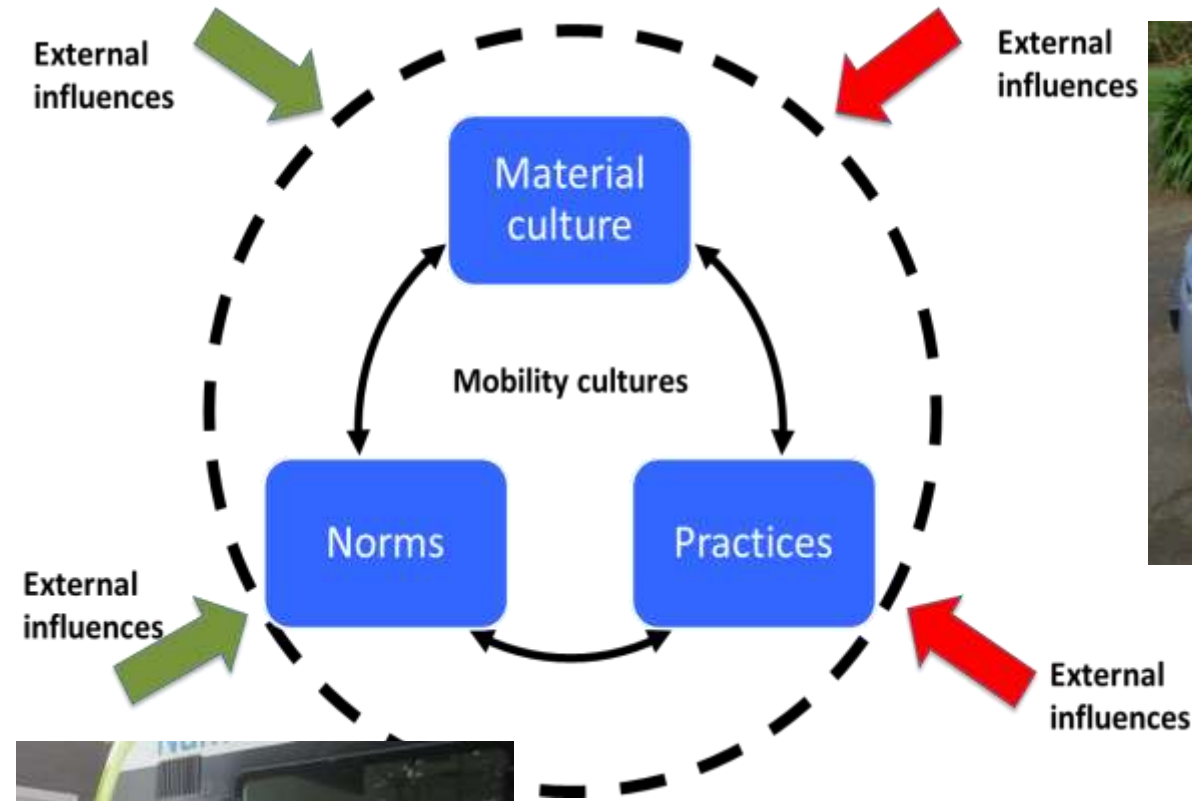 External
influences
External
influences
Material
culture
Mobility cultures
Norms
Practices
External
influences
External
influences